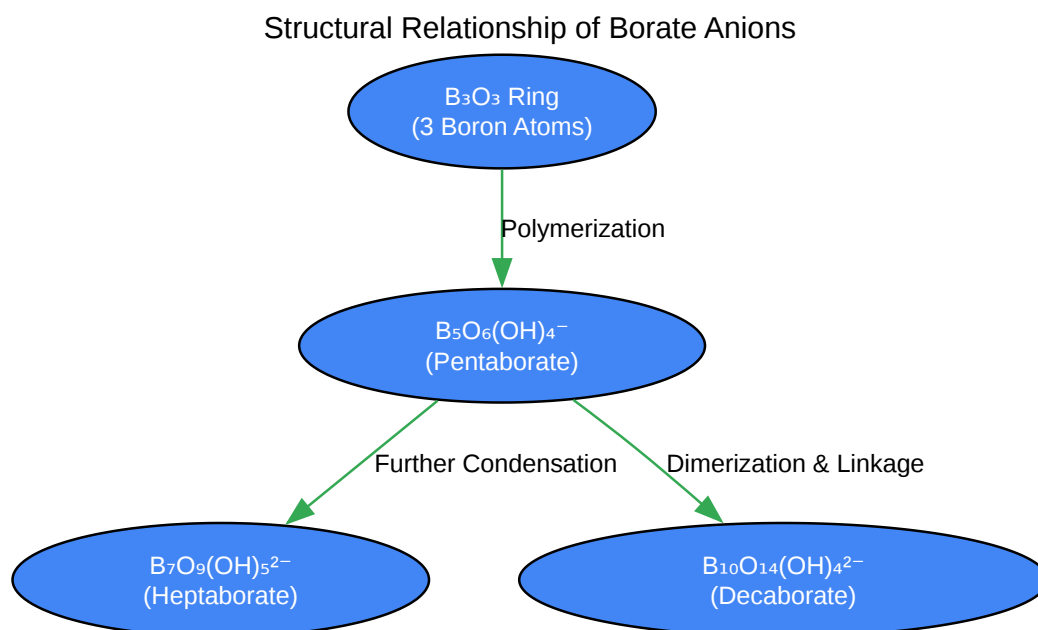 Structural Relationship of Borate Anions
B₃O₃ Ring
(3 Boron Atoms)
Polymerization
B₅O₆(OH)₄⁻
(Pentaborate)
Further Condensation
Dimerization & Linkage
B₇O₉(OH)₅²⁻
(Heptaborate)
B₁₀O₁₄(OH)₄²⁻
(Decaborate)